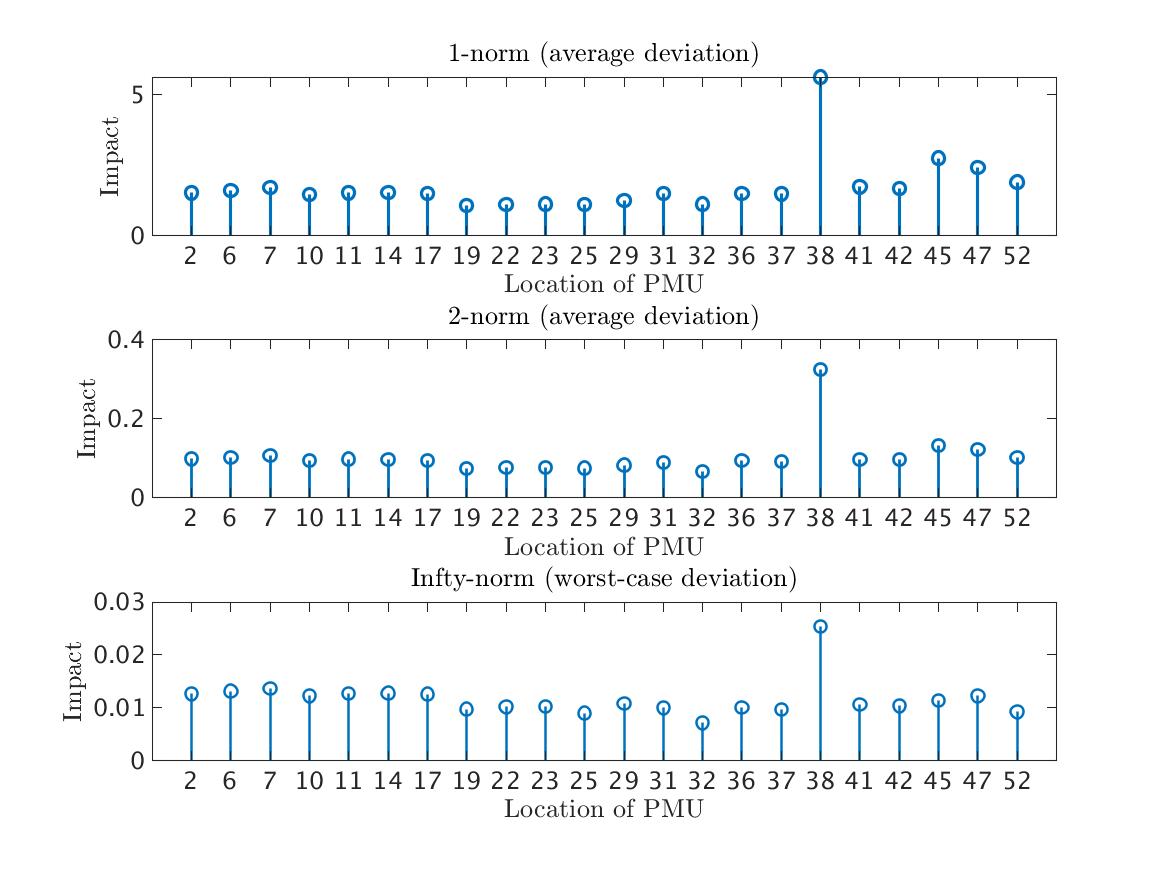 1-norm (average deviation)
5
0
Impact
2 6 7 10 11 14 17 19 22 23 25 29 31 32 36 37 38 41 42 45 47 52
Location of PMU
2-norm (average deviation)
0.4
0.2
0
Impact
2 6 7 10 11 14 17 19 22 23 25 29 31 32 36 37 38 41 42 45 47 52
Location of PMU
Infty-norm (worst-case deviation)
0.03
0.02
0.01
0
Impact
2 6 7 10 11 14 17 19 22 23 25 29 31 32 36 37 38 41 42 45 47 52
Location of PMU